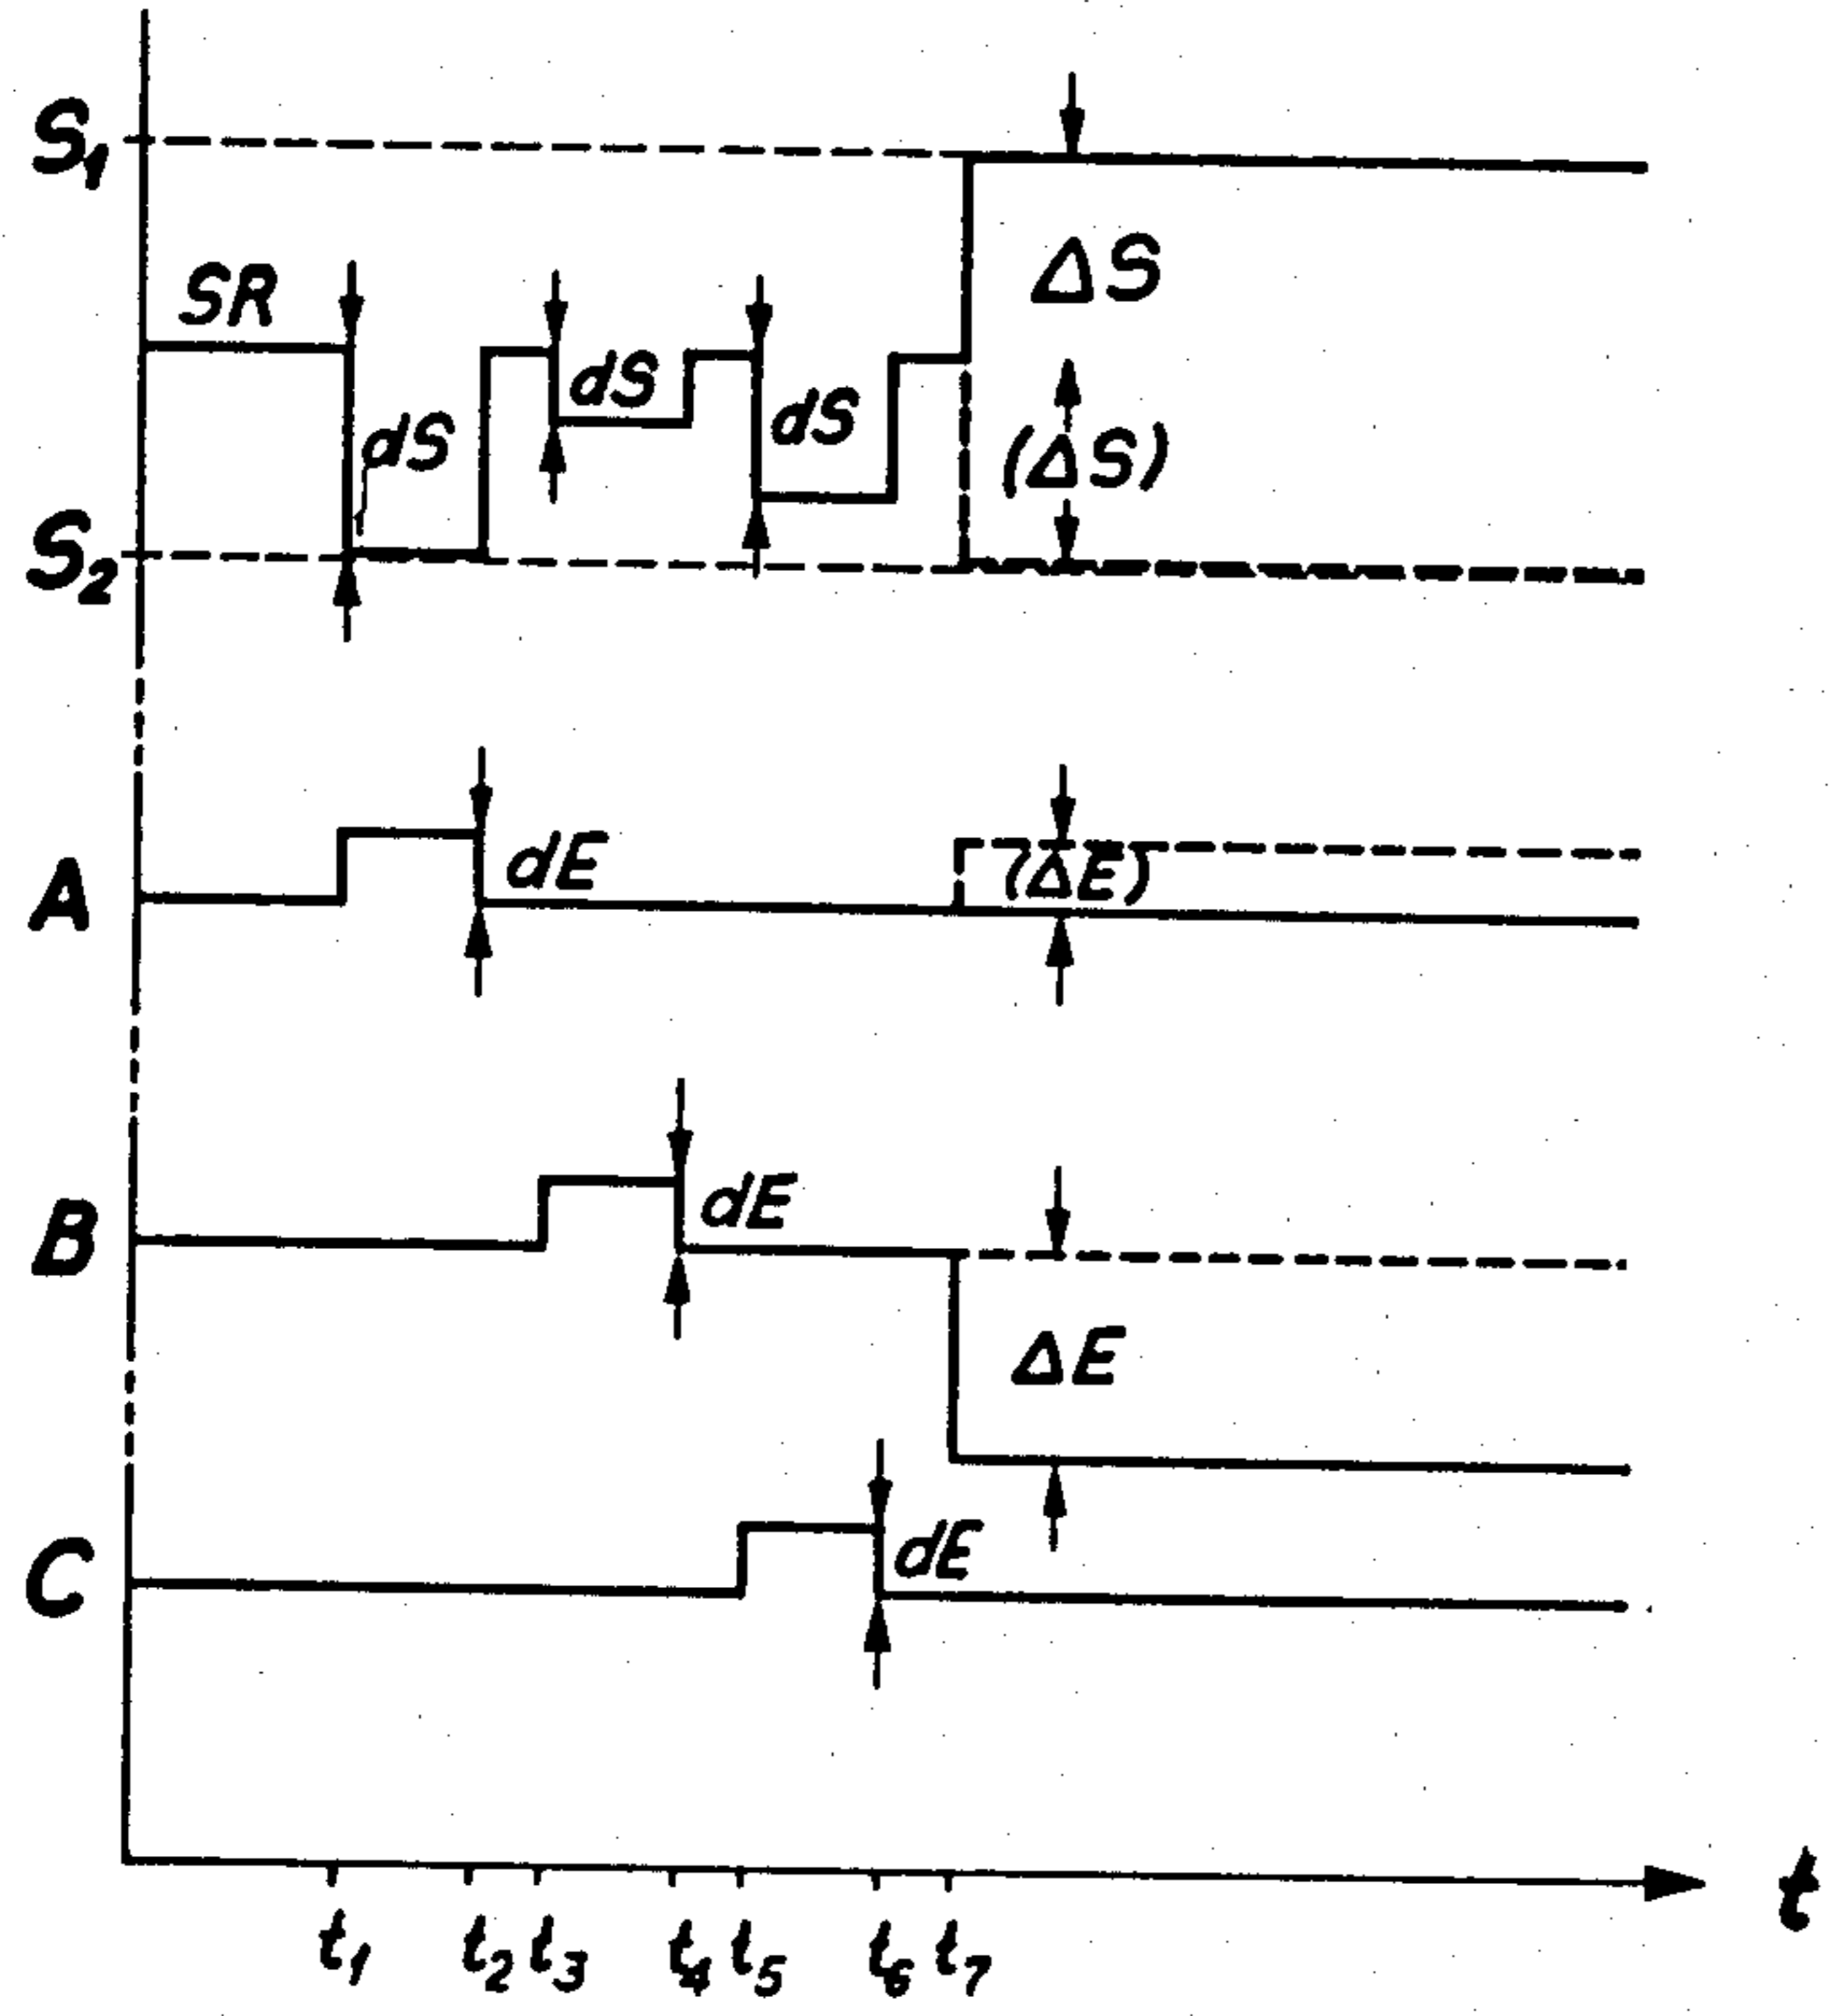 S₁
ΔS
SR
dS
dS
dS
(ΔS)
S₂
A
dE
(ΔE)
B
dE
ΔE
C
dE
t₁ t₂ t₃ t₄ t₅ t₆ t₇
t